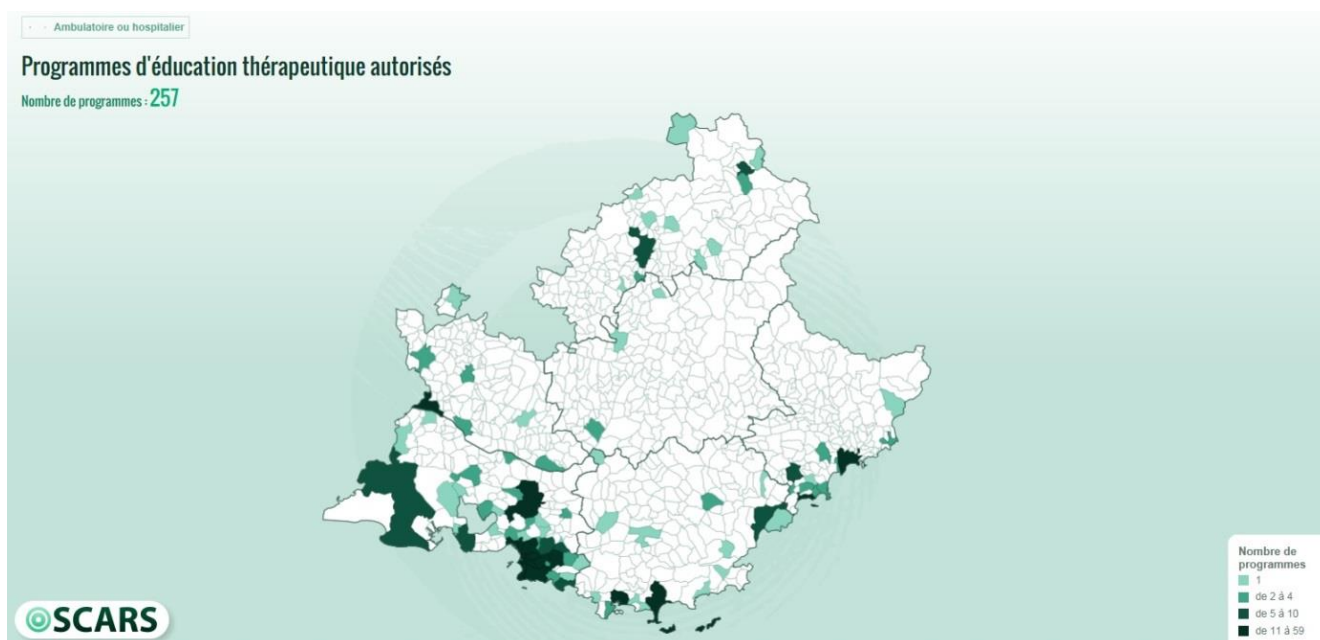 Ambulatoire ou hospitalier
Programmes d'éducation thérapeutique autorisés
Nombre de programmes : 257
Nombre de
programmes
1
de 2 à 4
de 5 à 10
de 11 à 59
OSCARS